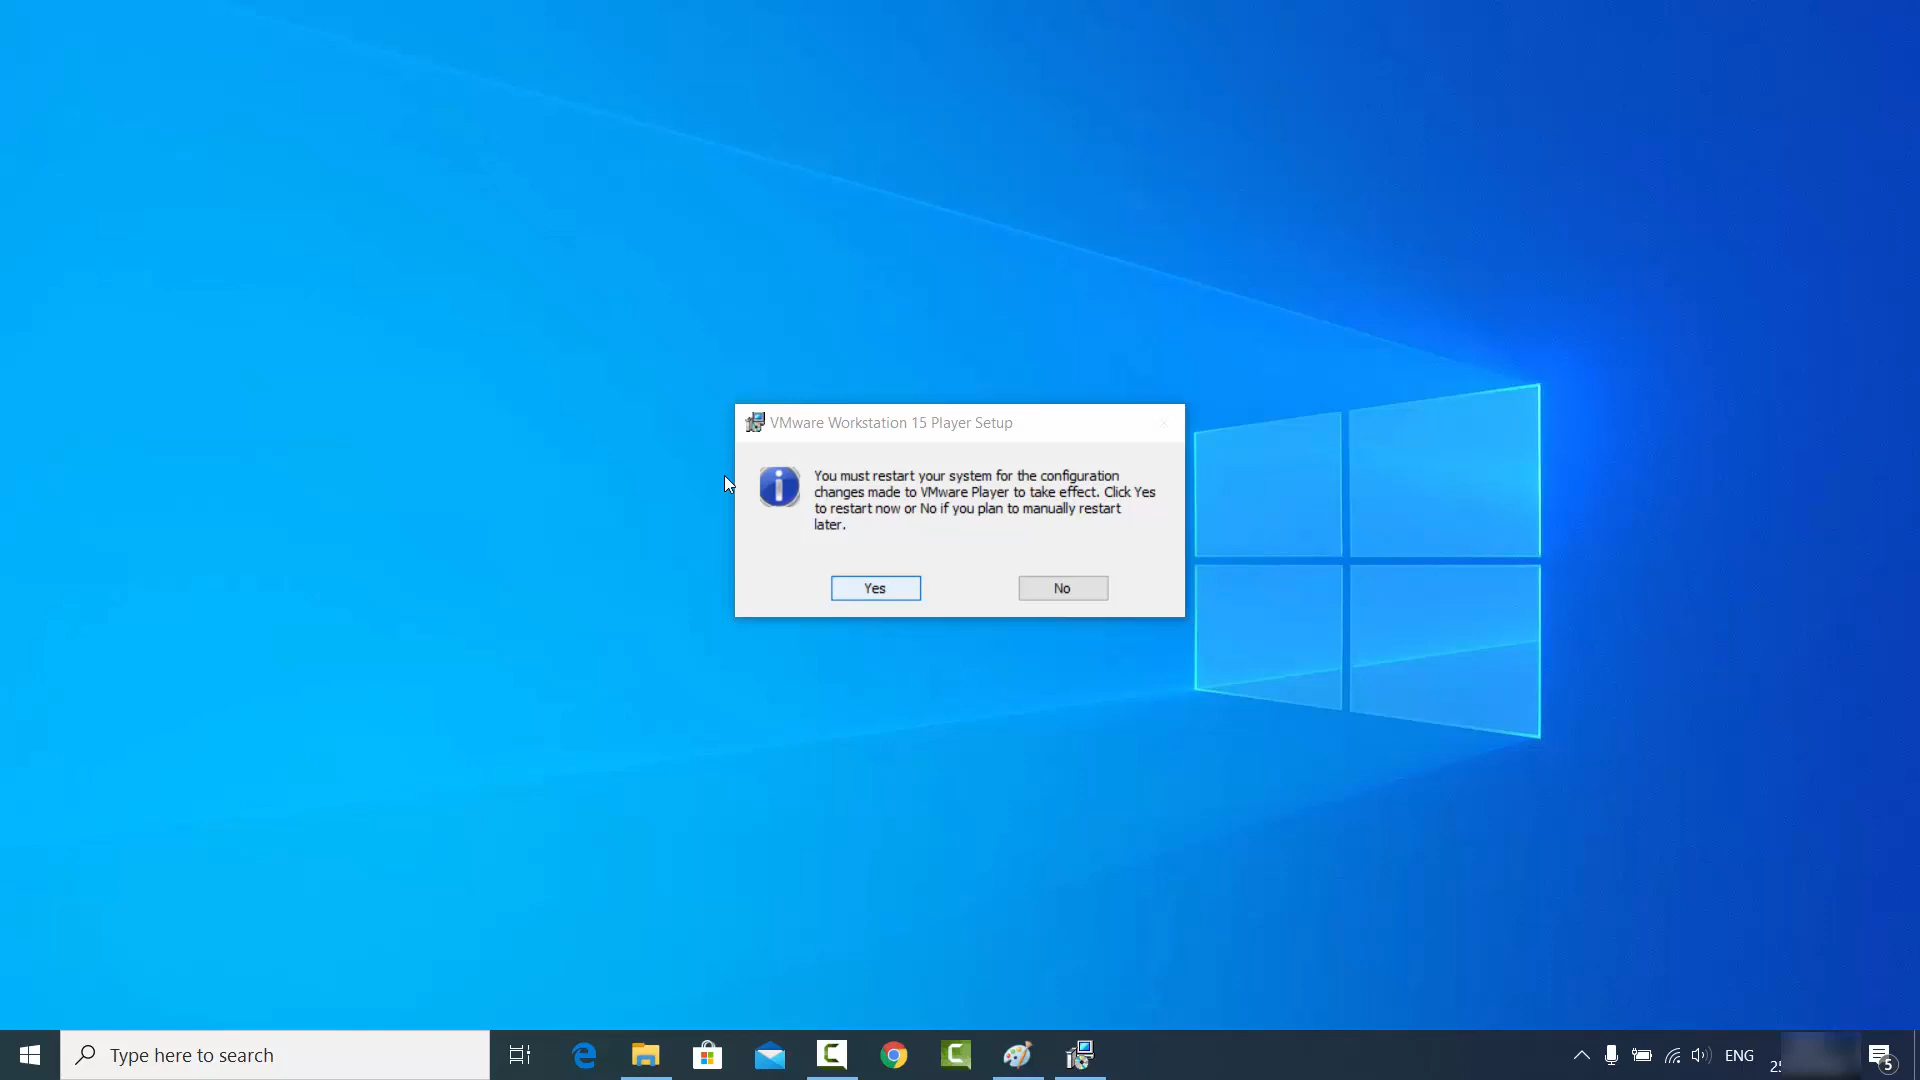 VMware Workstation 15 Player Setup
You must restart your system for the configuration
changes made to VMware Player to take effect. Click Yes
to restart now or No if you plan to manually restart
later.
Yes No
Type here to search
ENG
5